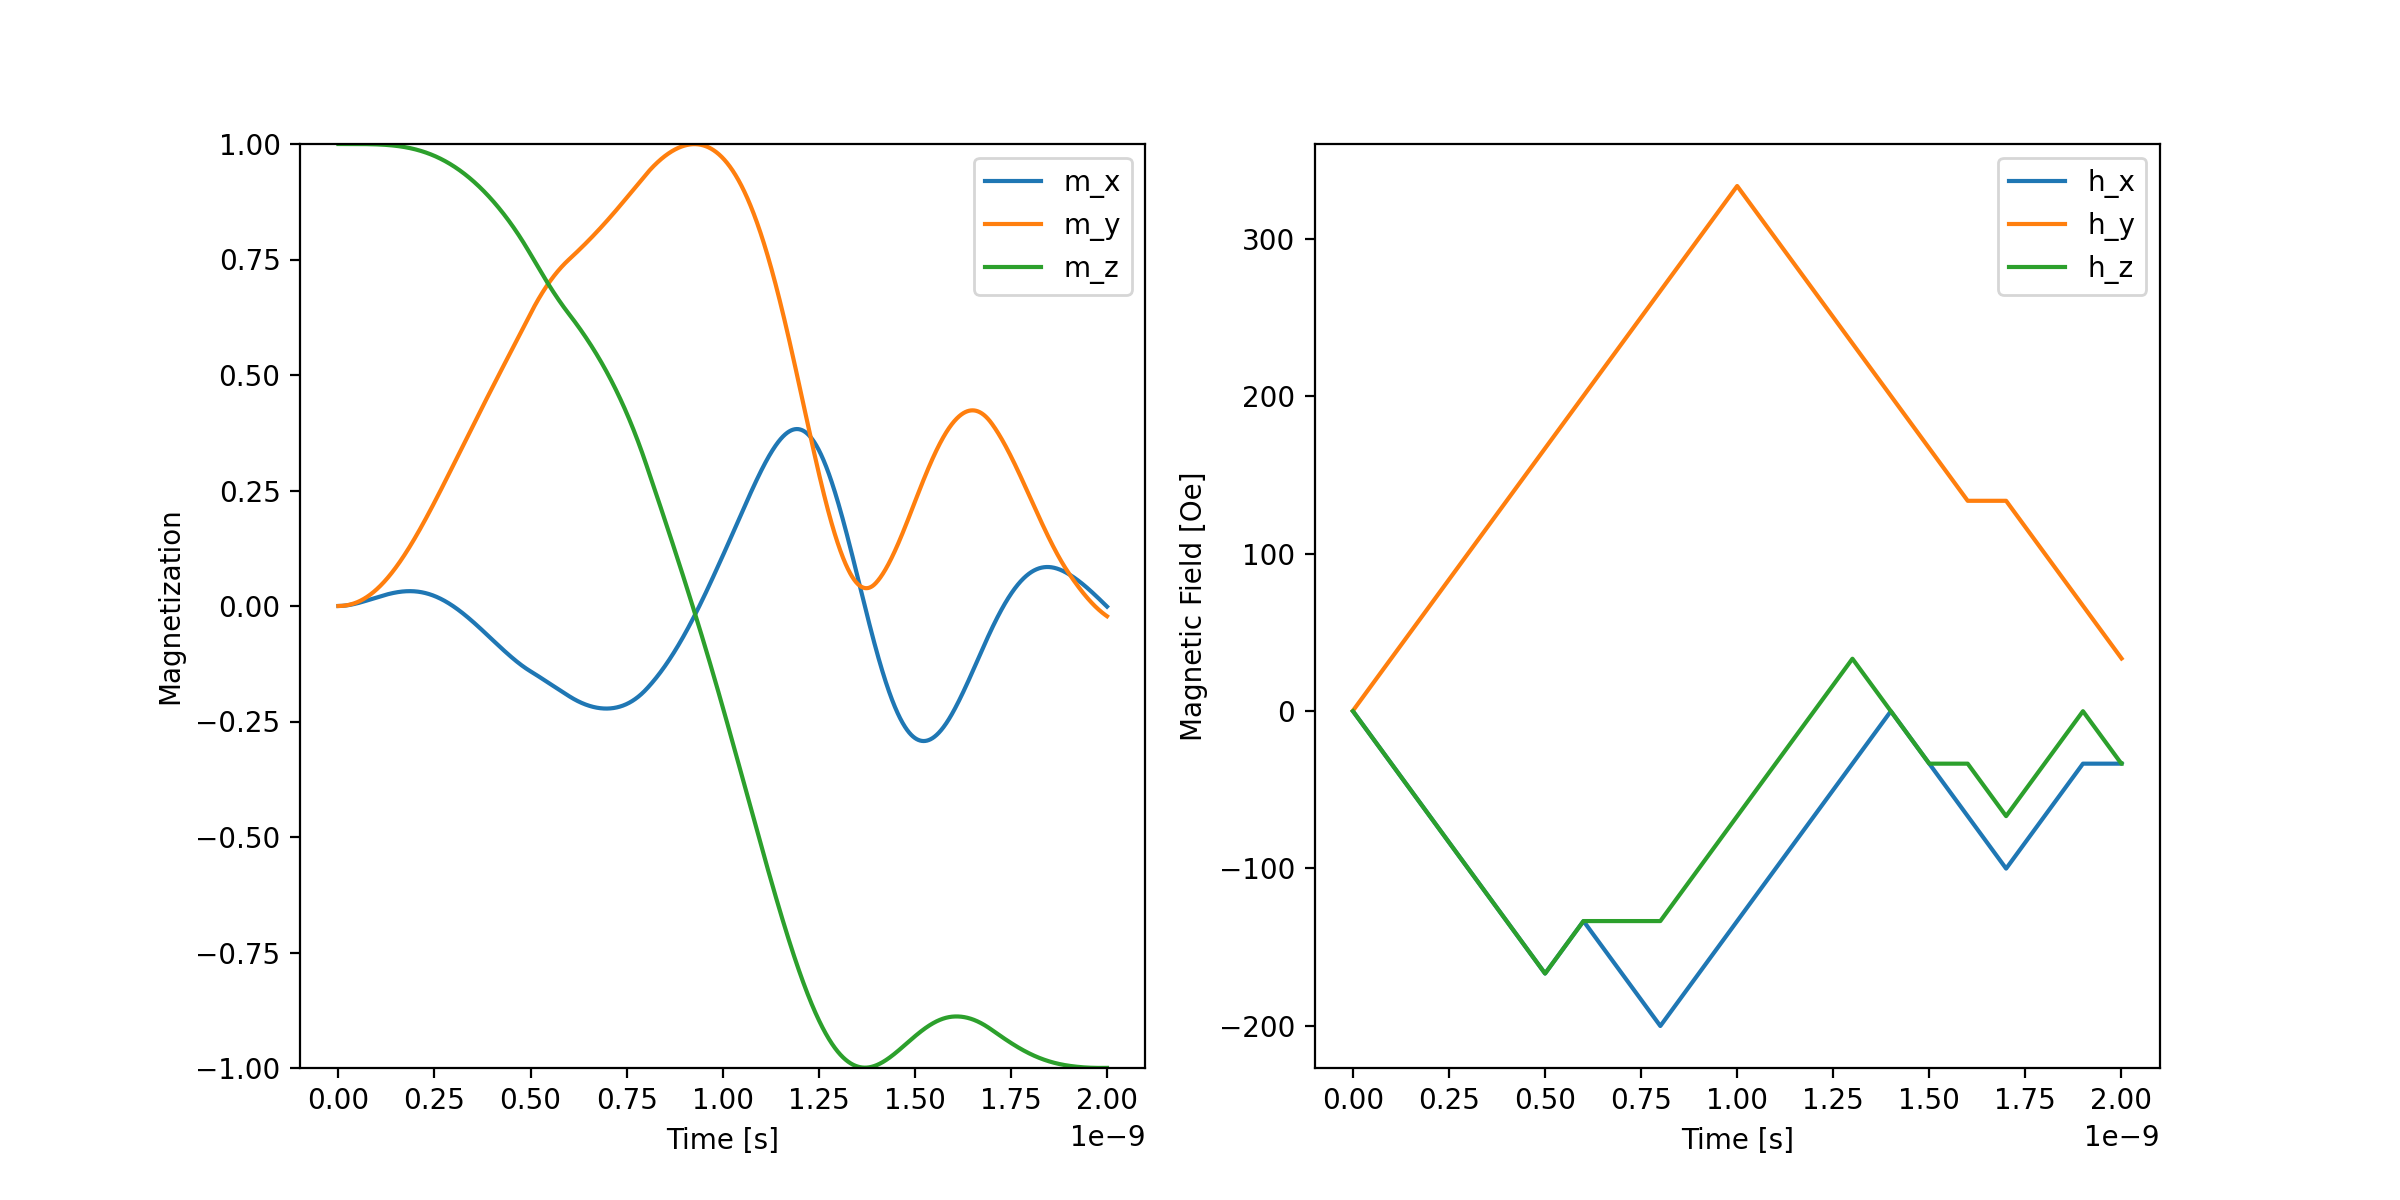 1.00
0.75
0.50
0.25
0.00
−0.25
−0.50
−0.75
−1.00
Magnetization
0.00 0.25 0.50 0.75 1.00 1.25 1.50 1.75 2.00
Time [s]
1e−9
m_x
m_y
m_z
300
200
100
0
−100
−200
Magnetic Field [Oe]
0.00 0.25 0.50 0.75 1.00 1.25 1.50 1.75 2.00
Time [s]
1e−9
h_x
h_y
h_z